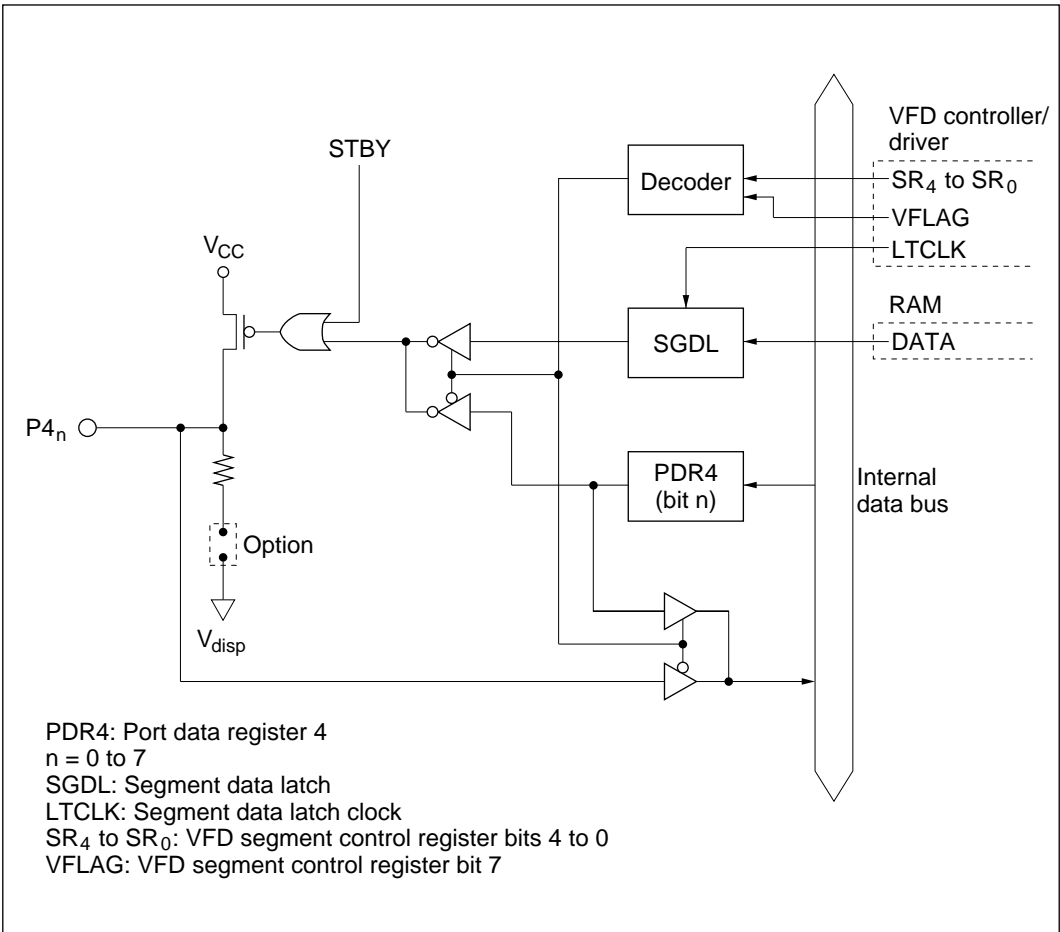 VFD controller/
driver
STBY
Decoder
SR4 to SR0
VFLAG
LTCLK
VCC
RAM
SGDL
DATA
P4n
PDR4
(bit n)
Internal
data bus
Option
Vdisp
PDR4: Port data register 4
n = 0 to 7
SGDL: Segment data latch
LTCLK: Segment data latch clock
SR4 to SR0: VFD segment control register bits 4 to 0
VFLAG: VFD segment control register bit 7